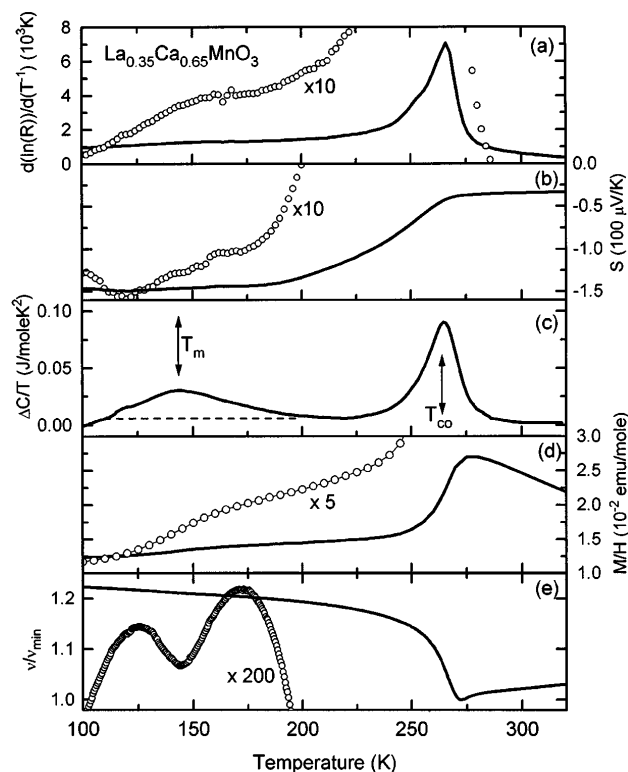 La0.35Ca0.65MnO3
(a)
d(ln(R))/d(T-1) (10³K)
8
6
4
2
0
x10
0.0
(b)
x10
S (100 μV/K)
-0.5
-1.0
-1.5
(c)
ΔC/T (J/moleK²)
0.10
0.05
0.00
Tm
Tco
(d)
x 5
M/H (10-2 emu/mole)
3.0
2.5
2.0
1.5
1.0
(e)
ν/νmin
1.2
1.1
1.0
x 200
100 150 200 250 300
Temperature (K)